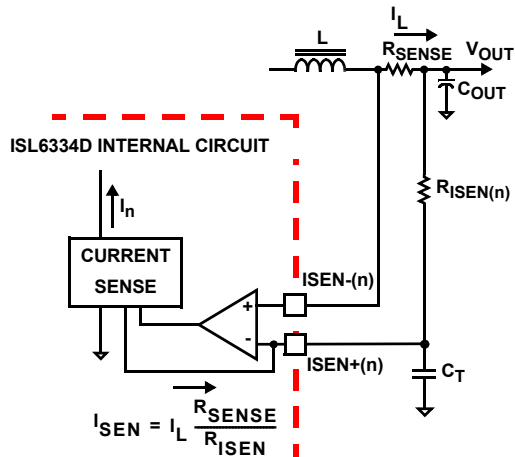 I_L
L
R_SENSE
V_OUT
C_OUT
ISL6334D INTERNAL CIRCUIT
R_ISEN(n)
I_n
CURRENT
SENSE
ISEN-(n)
+
-
ISEN+(n)
C_T
I_SEN = I_L R_SENSE / R_ISEN